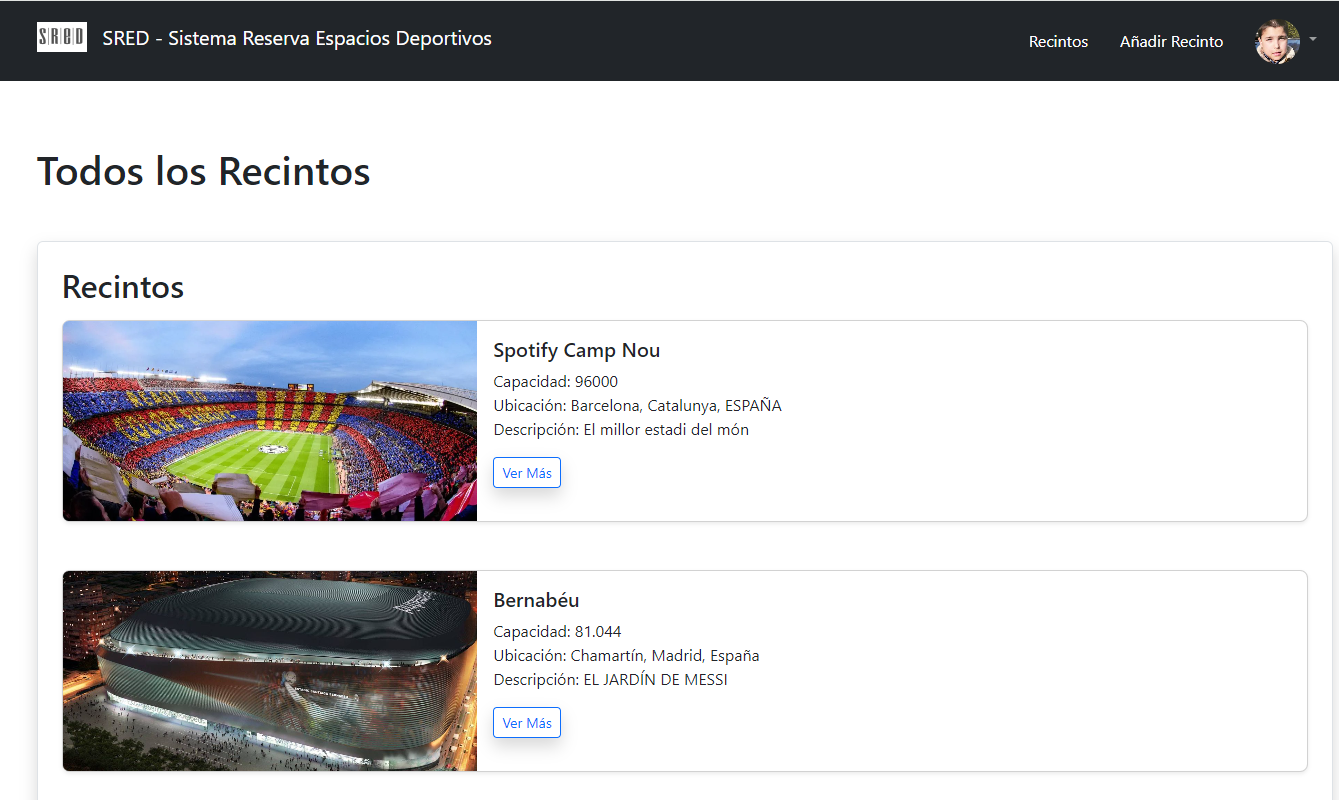 SRED
SRED - Sistema Reserva Espacios Deportivos
Recintos
Añadir Recinto
Todos los Recintos
Recintos
Spotify Camp Nou
Capacidad: 96000
Ubicación: Barcelona, Catalunya, ESPAÑA
Descripción: El millor estadi del món
Ver Más
Bernabéu
Capacidad: 81.044
Ubicación: Chamartín, Madrid, España
Descripción: EL JARDÍN DE MESSI
Ver Más